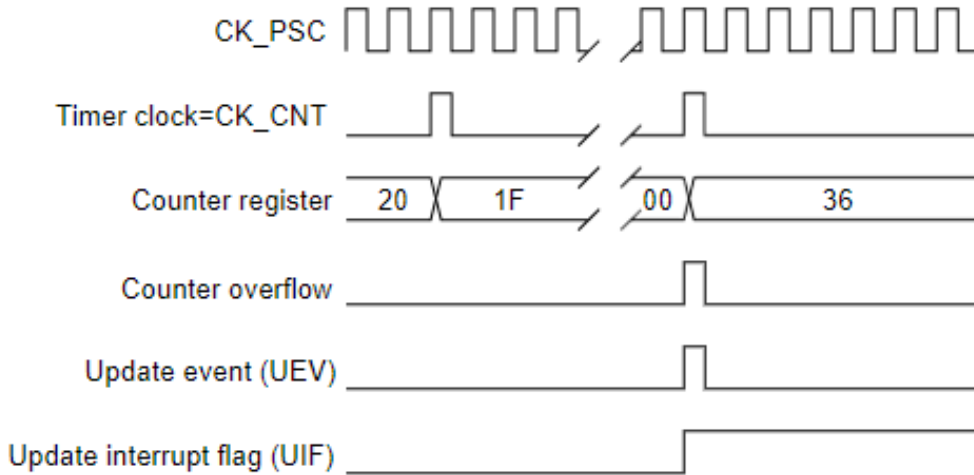 CK_PSC
Timer clock=CK_CNT
Counter register 20 1F 00 36
Counter overflow
Update event (UEV)
Update interrupt flag (UIF)